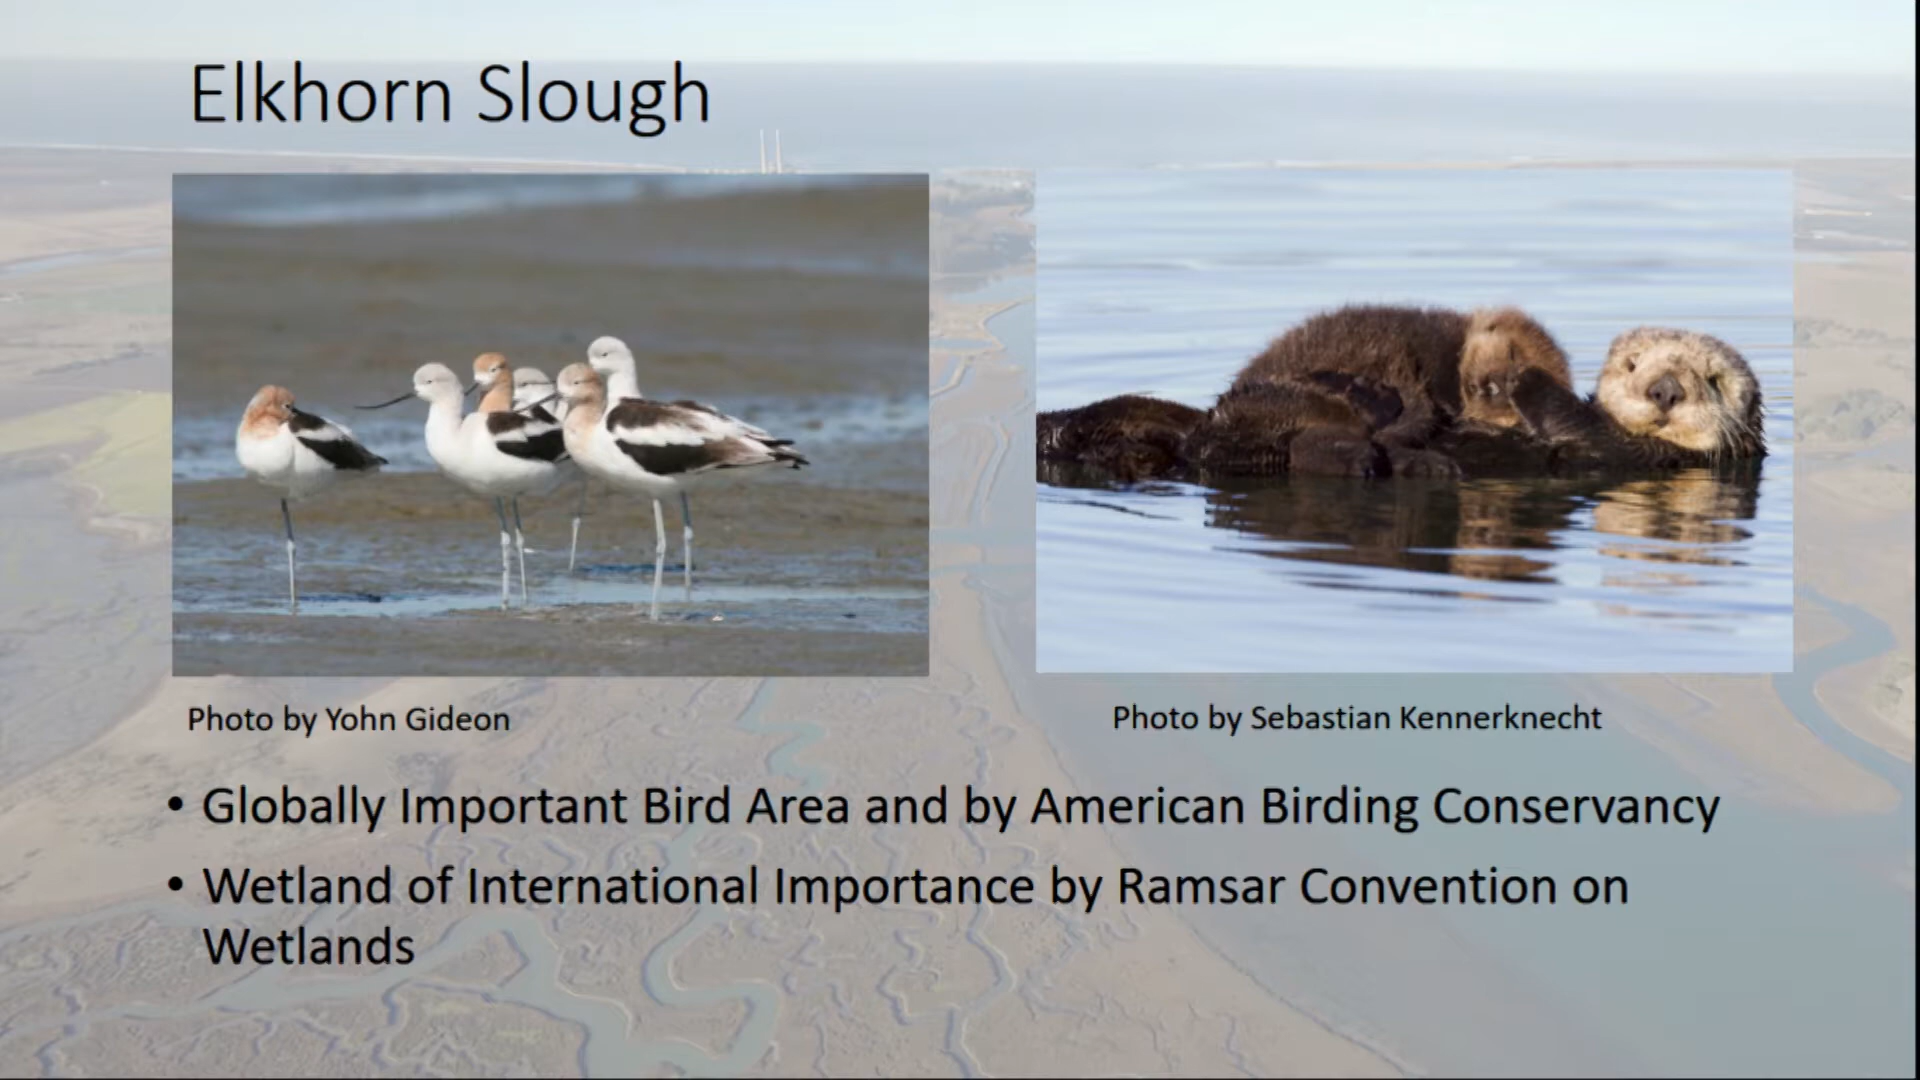 Elkhorn Slough
Photo by Yohn Gideon
Photo by Sebastian Kennerknecht
• Globally Important Bird Area and by American Birding Conservancy
• Wetland of International Importance by Ramsar Convention on
Wetlands